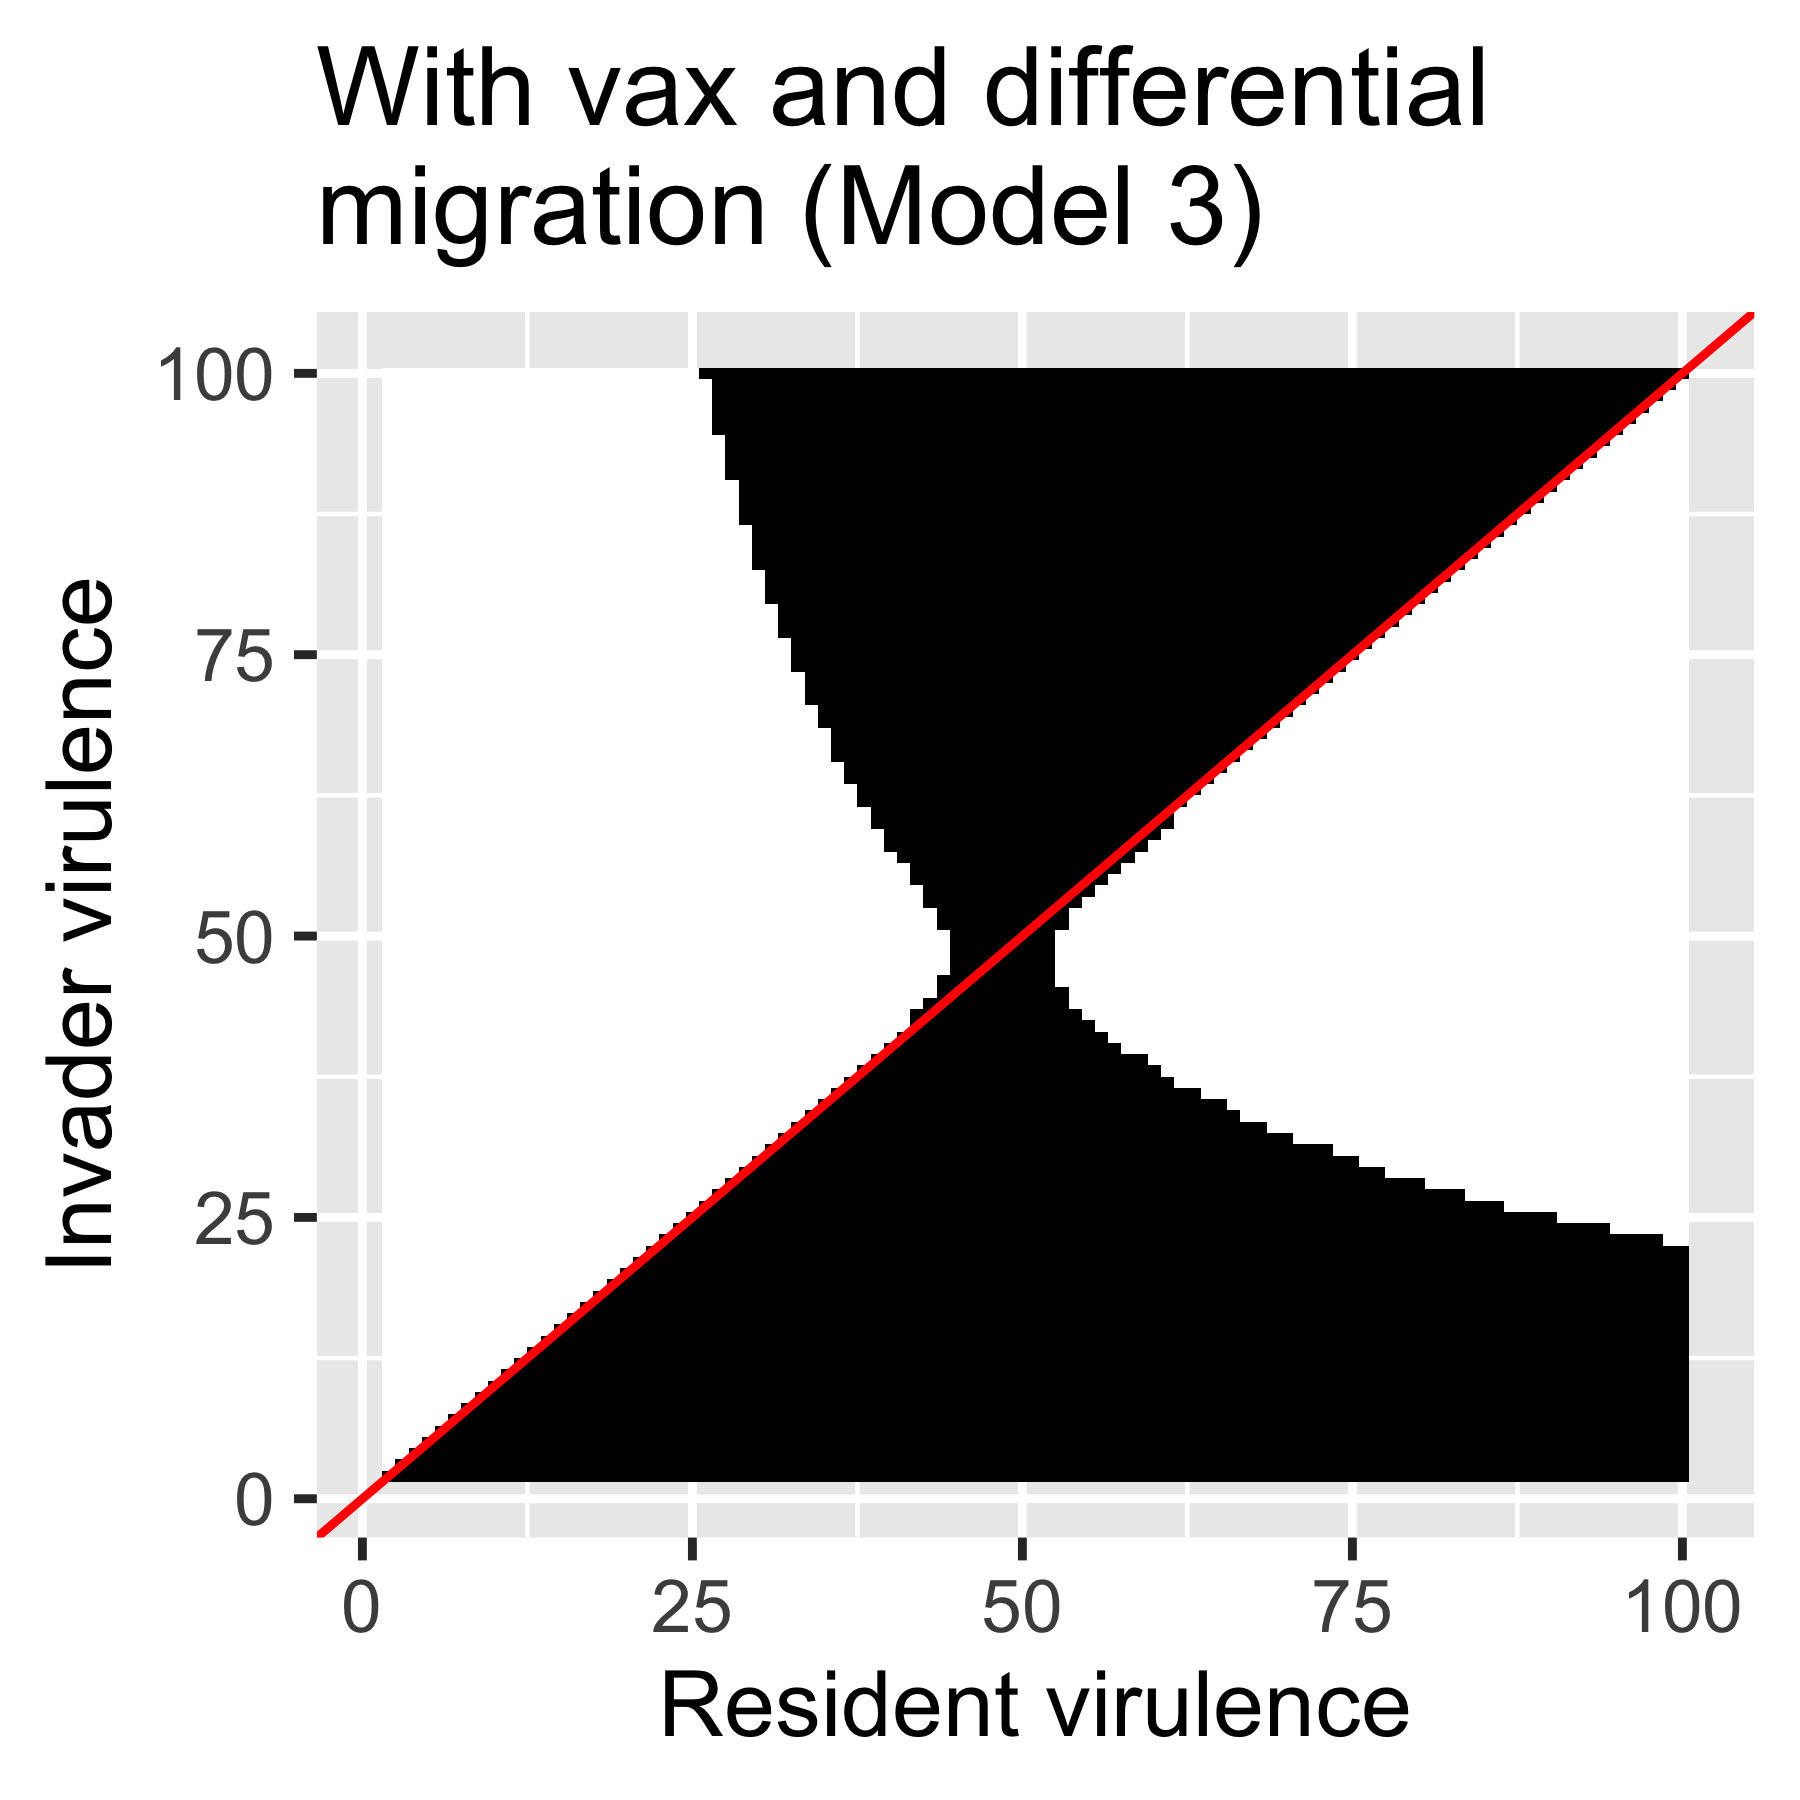 With vax and differential
migration (Model 3)
100
75
50
25
0
Invader virulence
0 25 50 75 100
Resident virulence